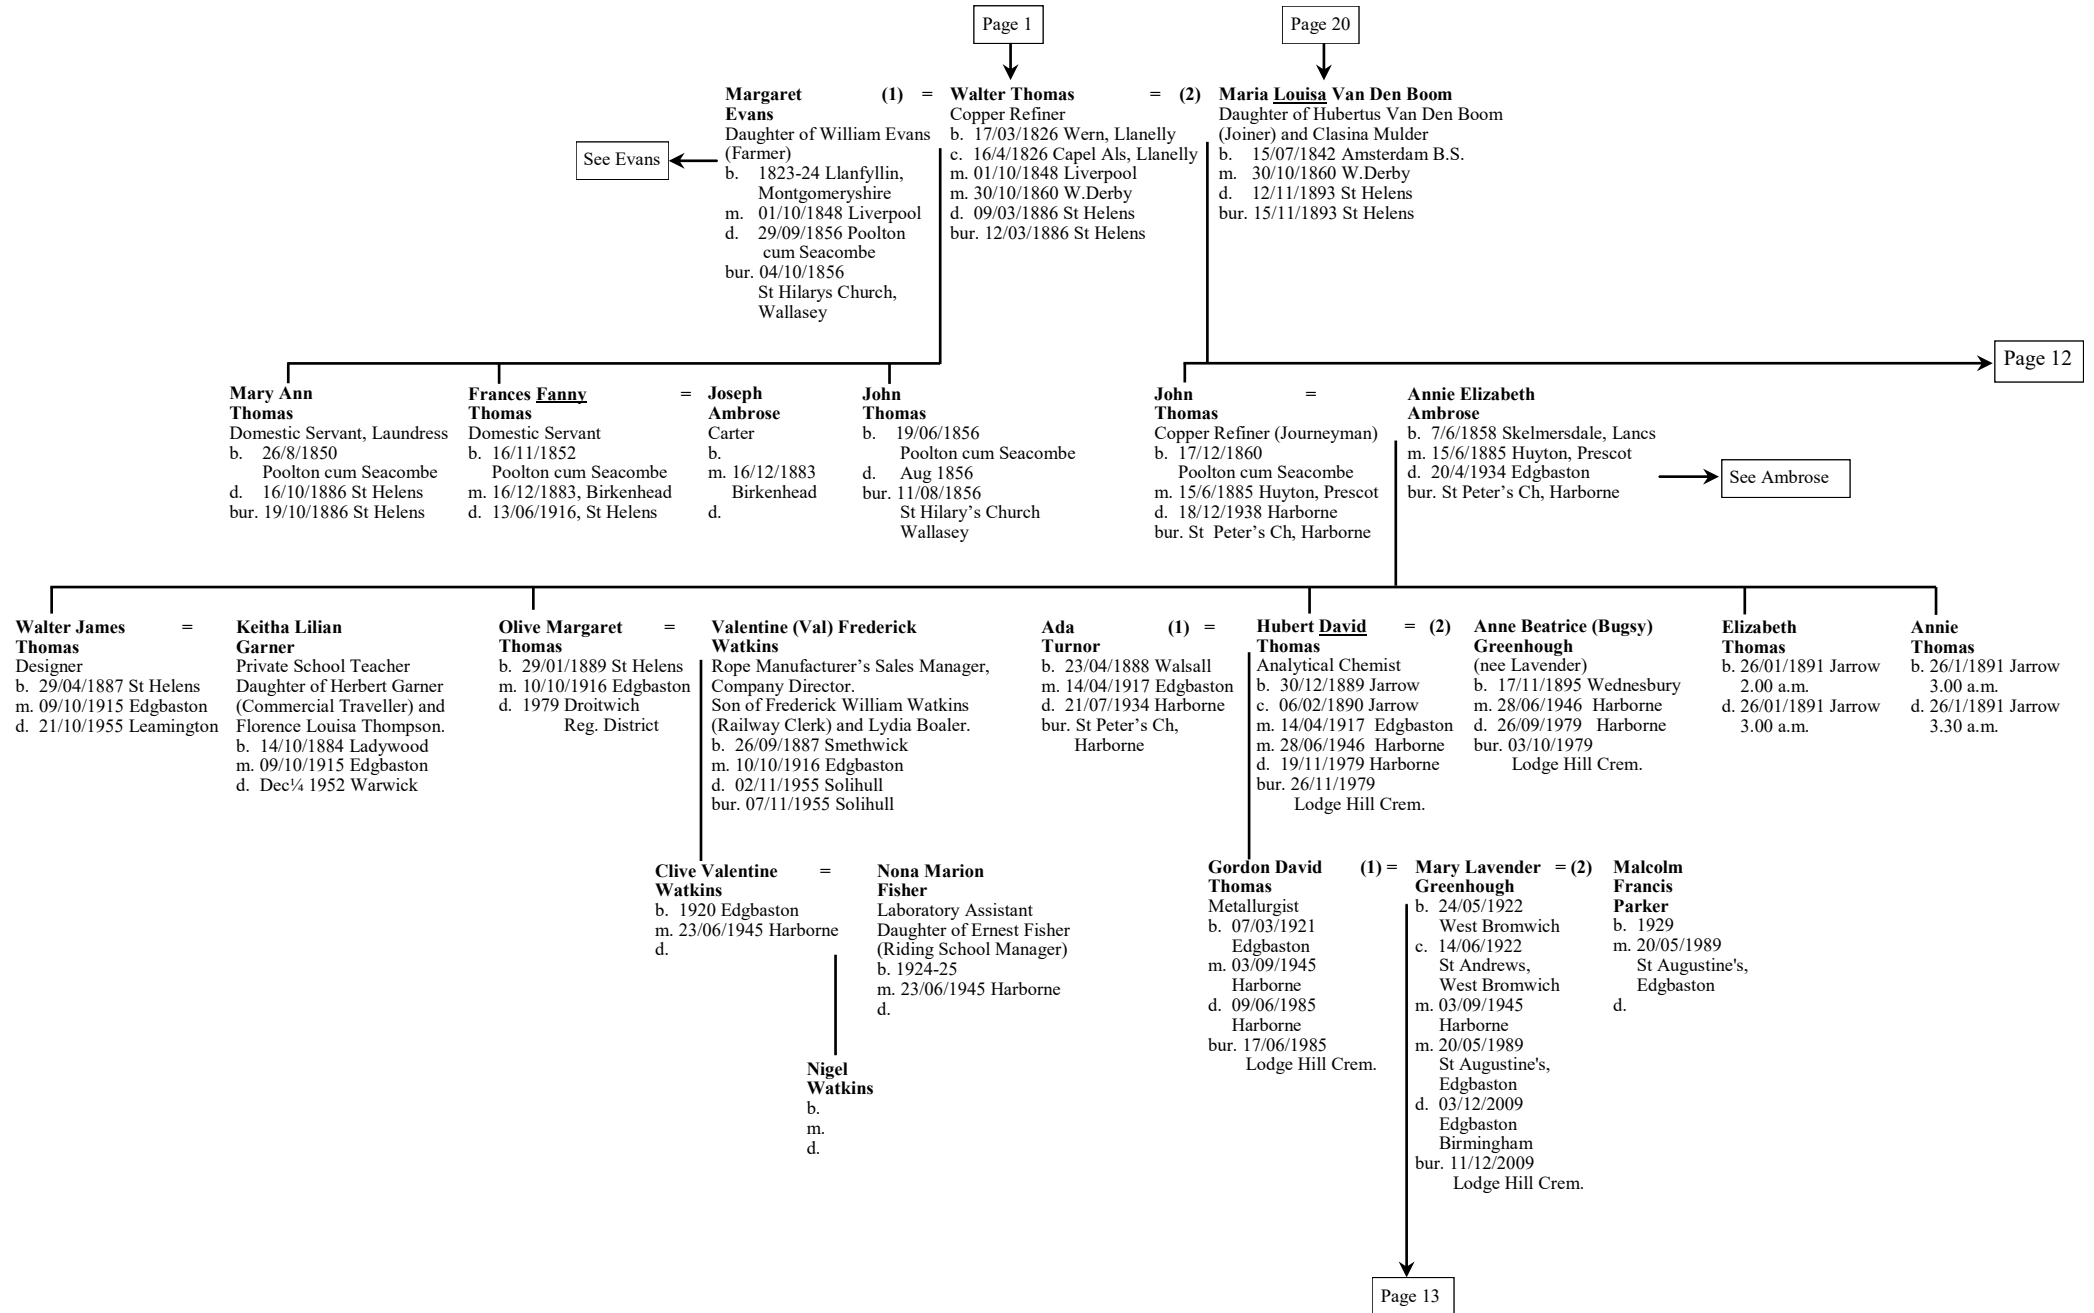 Page 1
Page 20
Margaret (1) =
Evans
Daughter of William Evans
(Farmer)
b. 1823-24 Llanfyllin,
Montgomeryshire
m. 01/10/1848 Liverpool
d. 29/09/1856 Poolton
cum Seacombe
bur. 04/10/1856
St Hilarys Church,
Wallasey
See Evans
Walter Thomas = (2)
Copper Refiner
b. 17/03/1826 Wern, Llanelly
c. 16/4/1826 Capel Als, Llanelly
m. 01/10/1848 Liverpool
m. 30/10/1860 W.Derby
d. 09/03/1886 St Helens
bur. 12/03/1886 St Helens
Maria Louisa Van Den Boom
Daughter of Hubertus Van Den Boom
(Joiner) and Clasina Mulder
b. 15/07/1842 Amsterdam B.S.
m. 30/10/1860 W.Derby
d. 12/11/1893 St Helens
bur. 15/11/1893 St Helens
Page 12
Mary Ann
Thomas
Domestic Servant, Laundress
b. 26/8/1850
Poolton cum Seacombe
d. 16/10/1886 St Helens
bur. 19/10/1886 St Helens
Frances Fanny =
Thomas
Domestic Servant
b. 16/11/1852
Poolton cum Seacombe
m. 16/12/1883, Birkenhead
d. 13/06/1916, St Helens
Joseph
Ambrose
Carter
b.
m. 16/12/1883
Birkenhead
d.
John
Thomas
b. 19/06/1856
Poolton cum Seacombe
d. Aug 1856
bur. 11/08/1856
St Hilary’s Church
Wallasey
John =
Thomas
Copper Refiner (Journeyman)
b. 17/12/1860
Poolton cum Seacombe
m. 15/6/1885 Huyton, Prescot
d. 18/12/1938 Harborne
bur. St Peter’s Ch, Harborne
Annie Elizabeth
Ambrose
b. 7/6/1858 Skelmersdale, Lancs
m. 15/6/1885 Huyton, Prescot
d. 20/4/1934 Edgbaston
bur. St Peter’s Ch, Harborne
See Ambrose
Walter James =
Thomas
Designer
b. 29/04/1887 St Helens
m. 09/10/1915 Edgbaston
d. 21/10/1955 Leamington
Keitha Lilian
Garner
Private School Teacher
Daughter of Herbert Garner
(Commercial Traveller) and
Florence Louisa Thompson.
b. 14/10/1884 Ladywood
m. 09/10/1915 Edgbaston
d. Dec¼ 1952 Warwick
Olive Margaret =
Thomas
b. 29/01/1889 St Helens
m. 10/10/1916 Edgbaston
d. 1979 Droitwich
Reg. District
Valentine (Val) Frederick
Watkins
Rope Manufacturer’s Sales Manager,
Company Director.
Son of Frederick William Watkins
(Railway Clerk) and Lydia Boaler.
b. 26/09/1887 Smethwick
m. 10/10/1916 Edgbaston
d. 02/11/1955 Solihull
bur. 07/11/1955 Solihull
Ada (1) =
Turnor
b. 23/04/1888 Walsall
m. 14/04/1917 Edgbaston
d. 21/07/1934 Harborne
bur. St Peter’s Ch,
Harborne
Hubert David = (2)
Thomas
Analytical Chemist
b. 30/12/1889 Jarrow
c. 06/02/1890 Jarrow
m. 14/04/1917 Edgbaston
m. 28/06/1946 Harborne
d. 19/11/1979 Harborne
bur. 26/11/1979
Lodge Hill Crem.
Anne Beatrice (Bugsy)
Greenhough
(nee Lavender)
b. 17/11/1895 Wednesbury
m. 28/06/1946 Harborne
d. 26/09/1979 Harborne
bur. 03/10/1979
Lodge Hill Crem.
Elizabeth
Thomas
b. 26/01/1891 Jarrow
2.00 a.m.
d. 26/01/1891 Jarrow
3.00 a.m.
Annie
Thomas
b. 26/1/1891 Jarrow
3.00 a.m.
d. 26/1/1891 Jarrow
3.30 a.m.
Clive Valentine =
Watkins
b. 1920 Edgbaston
m. 23/06/1945 Harborne
d.
Nona Marion
Fisher
Laboratory Assistant
Daughter of Ernest Fisher
(Riding School Manager)
b. 1924-25
m. 23/06/1945 Harborne
d.
Gordon David (1) =
Thomas
Metallurgist
b. 07/03/1921
Edgbaston
m. 03/09/1945
Harborne
d. 09/06/1985
Harborne
bur. 17/06/1985
Lodge Hill Crem.
Mary Lavender = (2)
Greenhough
b. 24/05/1922
West Bromwich
c. 14/06/1922
St Andrews,
West Bromwich
m. 03/09/1945
Harborne
m. 20/05/1989
St Augustine's,
Edgbaston
d. 03/12/2009
Edgbaston
Birmingham
bur. 11/12/2009
Lodge Hill Crem.
Malcolm
Francis
Parker
b. 1929
m. 20/05/1989
St Augustine's,
Edgbaston
d.
Nigel
Watkins
b.
m.
d.
Page 13